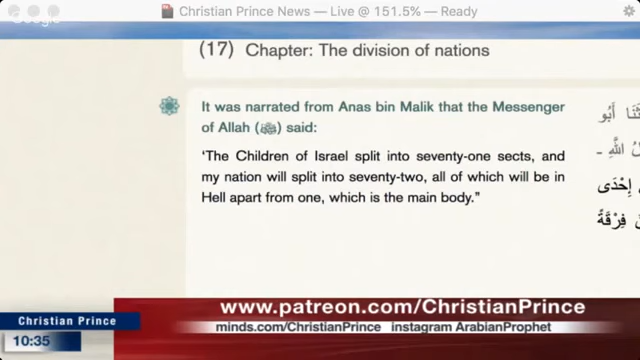 Christian Prince News — Live @ 151.5% — Ready
(17) Chapter: The division of nations
It was narrated from Anas bin Malik that the Messenger
of Allah (ﷺ) said:
‘The Children of Israel split into seventy-one sects, and
my nation will split into seventy-two, all of which will be in
Hell apart from one, which is the main body.”
إِحْدَى
فِرْقَةً
www.patreon.com/ChristianPrince
minds.com/ChristianPrince instagram ArabianProphet
Christian Prince
10:35